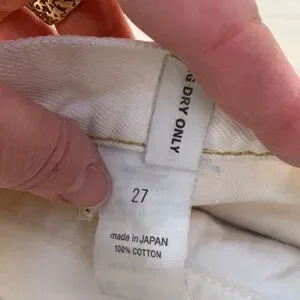 G DRY ONLY
27
made in JAPAN
100% COTTON